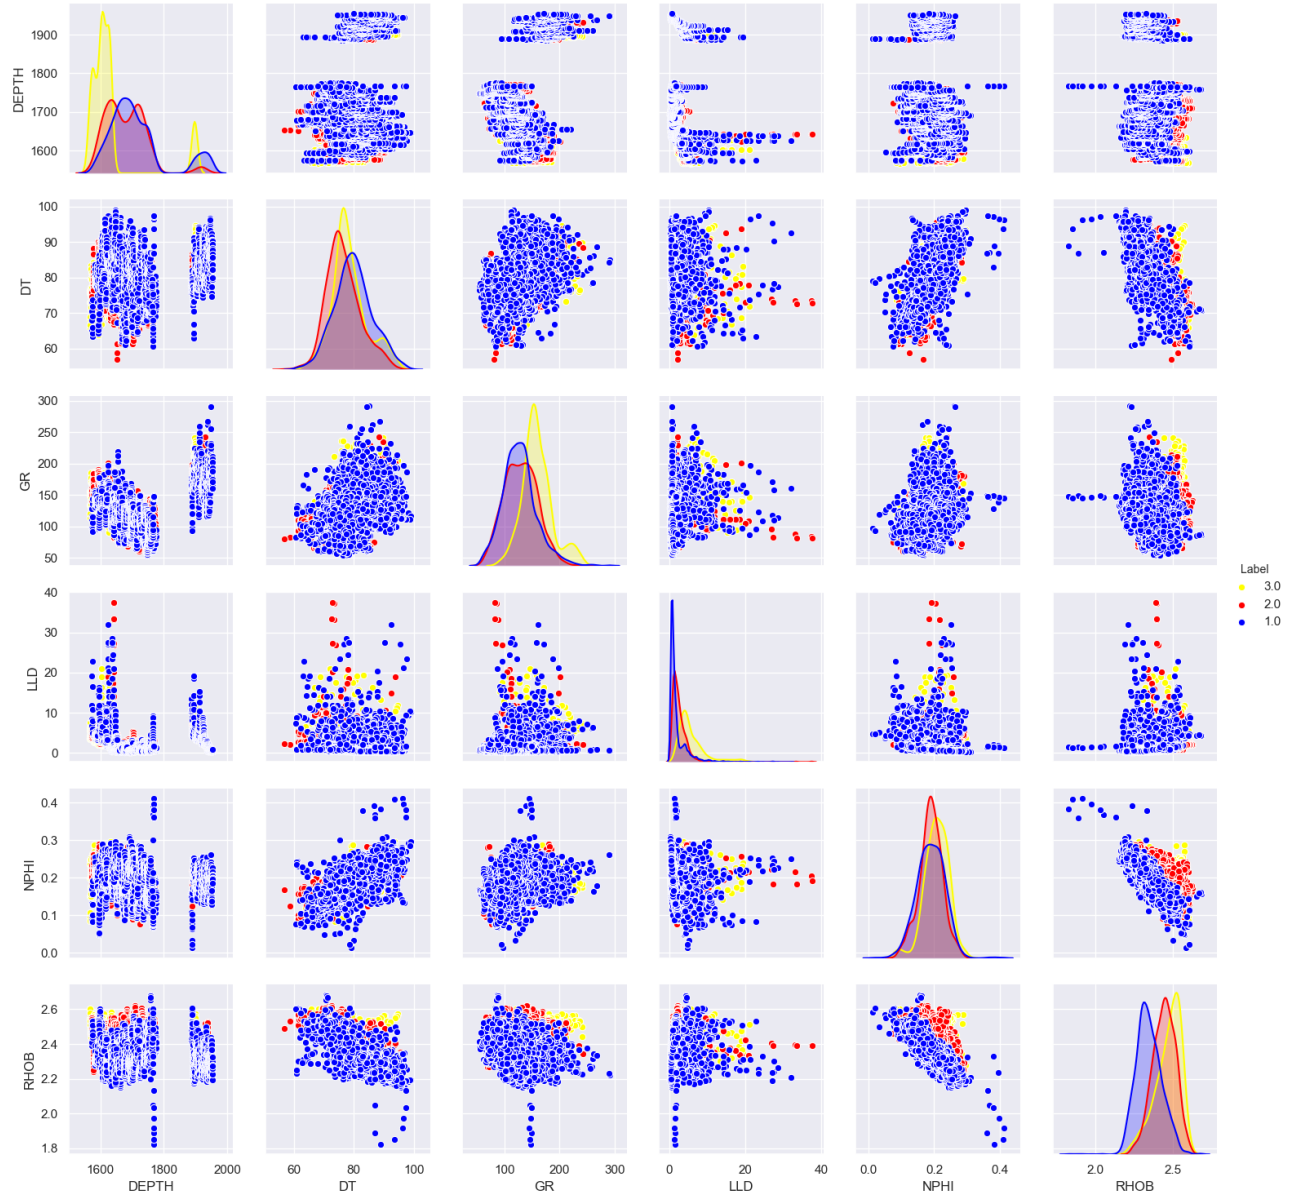 DEPTH
1900
1800
1700
1600
DT
100
90
80
70
60
GR
300
250
200
150
100
50
LLD
40
30
20
10
0
NPHI
0.4
0.3
0.2
0.1
0.0
RHOB
2.6
2.4
2.2
2.0
1.8
Label
3.0
2.0
1.0
1600 1800 2000
DEPTH
60 80 100
DT
100 200 300
GR
0 20 40
LLD
0.0 0.2 0.4
NPHI
2.0 2.5
RHOB